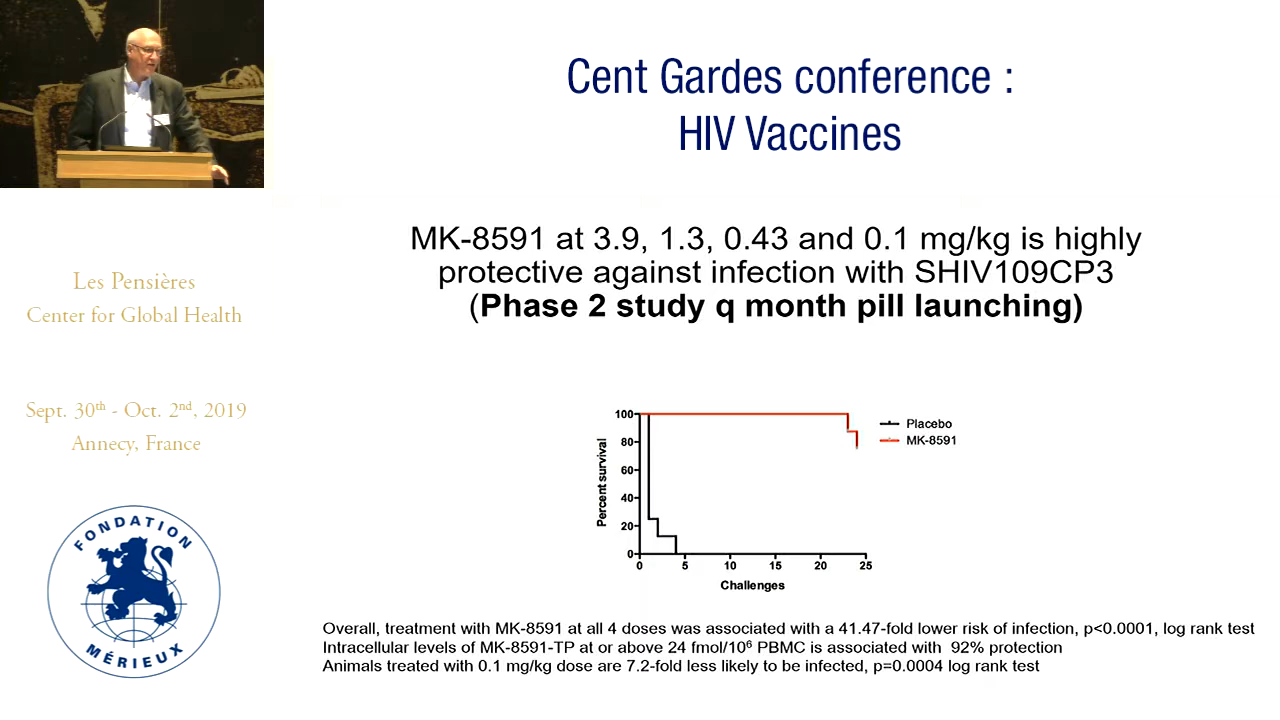 Cent Gardes conference :
HIV Vaccines
Les Pensières
Center for Global Health
Sept. 30th - Oct. 2nd, 2019
Annecy, France
FONDATION
MÉRIEUX
MK-8591 at 3.9, 1.3, 0.43 and 0.1 mg/kg is highly
protective against infection with SHIV109CP3
(Phase 2 study q month pill launching)
Percent survival
100
80
60
40
20
0
0 5 10 15 20 25
Challenges
Placebo
MK-8591
Overall, treatment with MK-8591 at all 4 doses was associated with a 41.47-fold lower risk of infection, p<0.0001, log rank test
Intracellular levels of MK-8591-TP at or above 24 fmol/10⁶ PBMC is associated with 92% protection
Animals treated with 0.1 mg/kg dose are 7.2-fold less likely to be infected, p=0.0004 log rank test